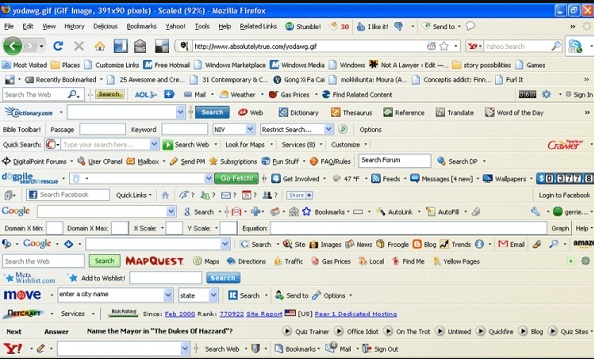 yodawg.gif (GIF Image, 391x90 pixels) - Scaled (92%) - Mozilla Firefox
File Edit View History Delicious Bookmarks Yahoo! Tools Help Related Links Stumble! 30 I like it! Send to
http://www.absolutelytrue.com/yodawg.gif Yahoo Search
Most Visited Places Customize Links Free Hotmail Windows Marketplace Windows Media Windows Not A Lawyer › Edit — story possibilities Games
Recently Bookmarked 25 Awesome and Cre... 31 Contemporary & C... Gong Xi Fa Cai mokkikunta: Moura (A... Conceptis addict: Finn... Furl It
Search The Web Search AOL Mail Weather Gas Prices Find Related Content Sign In
Dictionary.com Search Web Dictionary Thesaurus Reference Translate Word of the Day
Bible Toolbar! Passage Keyword NIV Restrict Search... Options
Quick Search: Type your search here... Search Web Look for Maps Services (8) Customize Crawler
DigitalPoint Forums User CPanel Mailbox Send PM Subscriptions Fun Stuff FAQ/Rules Search Forum Search DP
dogpile search & rescue Go Fetch! Get Involved 47 °F Feeds Messages [4 new] Wallpapers $0,377,8
Search Facebook Quick Links Share Login to Facebook
Google Search Bookmarks AutoLink AutoFill gerrie...
Domain X Min: Domain X Max: X Scale: Y Scale: Equation: Graph Help
Google Search Site Images News Froogle Blog Trends Mail amazo
Search MapQuest Maps Directions Traffic Gas Prices Local Find Me Yellow Pages
Meta Wishlist.com Add to Wishlist! Search
move enter a city name state Search Send to Options
NETCRAFT Services Risk Rating Since: Feb 2000 Rank: 770922 Site Report [US] Peer 1 Dedicated Hosting
Next Answer Name the Mayor in "The Dukes Of Hazzard"? Quiz Trainer Office Idiot On The Trot Untimed Quickfire Blog Quiz Sites
Y! Search Web Bookmarks Mail Sign Out